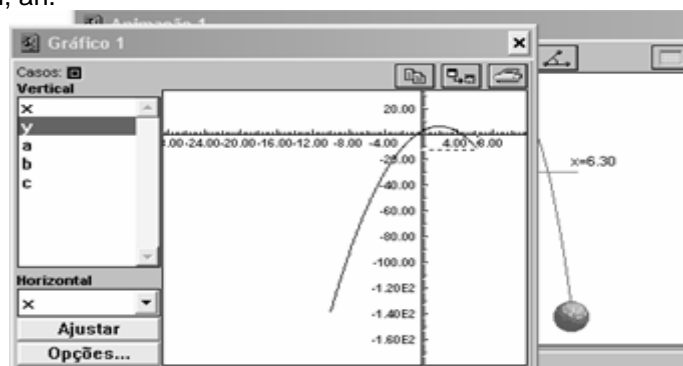 Animação 1
Gráfico 1
Casos:
Vertical
x
y
a
b
c
Horizontal
x
Ajustar
Opções...
20.00
.00-24.00-20.00-16.00-12.00 -8.00 -4.00 4.00 8.00
-20.00
-40.00
-60.00
-80.00
-100.00
-1.20E2
-1.40E2
-1.60E2
x=6.30